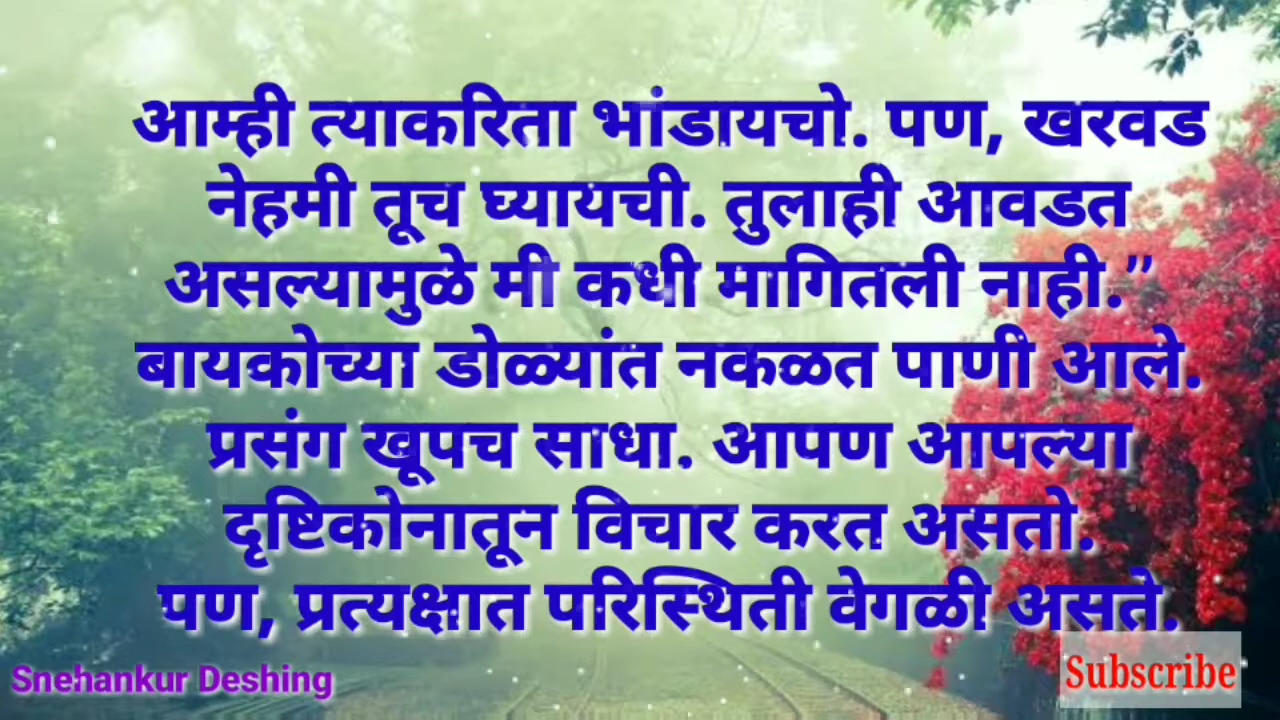 आम्ही त्याकरिता भांडायचो. पण, खरवड
नेहमी तूच घ्यायची. तुलाही आवडत
असल्यामुळे मी कधी मागितली नाही.’’
बायकोच्या डोळ्यांत नकळत पाणी आले.
प्रसंग खूपच साधा. आपण आपल्या
दृष्टिकोनातून विचार करत असतो.
पण, प्रत्यक्षात परिस्थिती वेगळी असते.
Snehankur Deshing
Subscribe